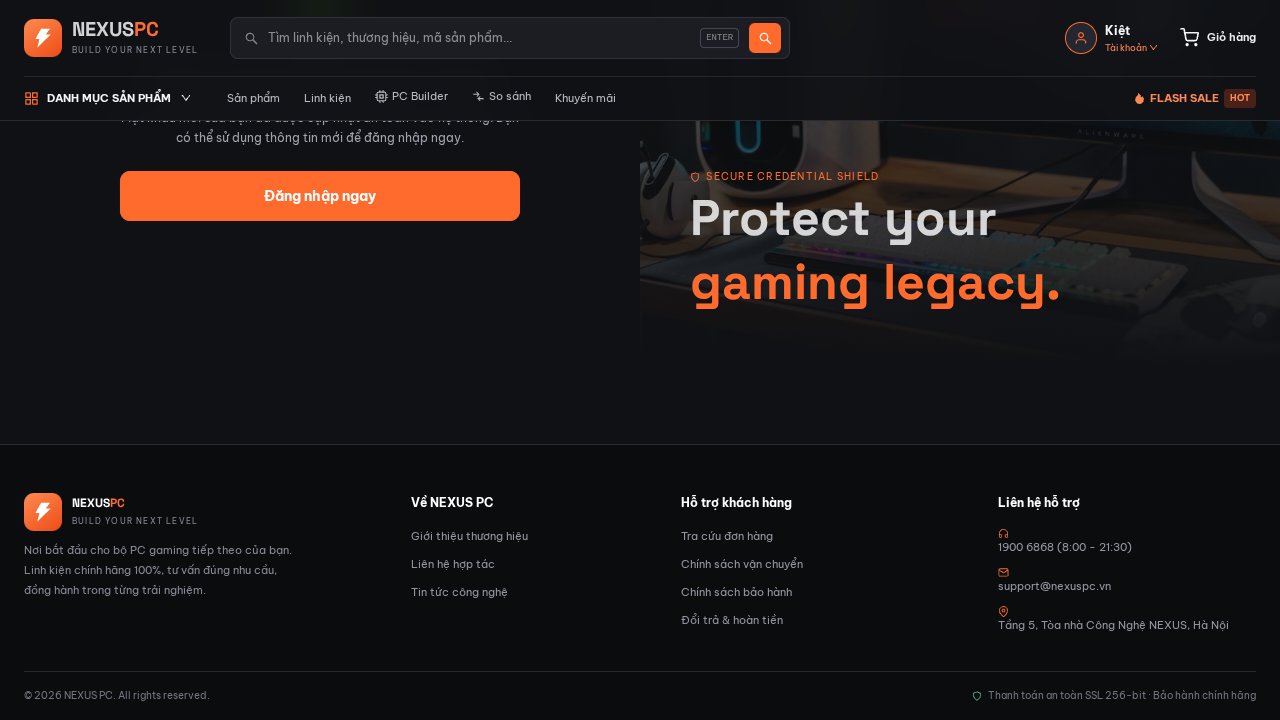 NEXUSPC
BUILD YOUR NEXT LEVEL
Tìm linh kiện, thương hiệu, mã sản phẩm...
ENTER
Kiệt
Tài khoản
Giỏ hàng
DANH MỤC SẢN PHẨM
Sản phẩm
Linh kiện
PC Builder
So sánh
Khuyến mãi
FLASH SALE
HOT
có thể sử dụng thông tin mới để đăng nhập ngay.
Đăng nhập ngay
ALIENWARE
SECURE CREDENTIAL SHIELD
Protect your
gaming legacy.
NEXUSPC
BUILD YOUR NEXT LEVEL
Nơi bắt đầu cho bộ PC gaming tiếp theo của bạn.
Linh kiện chính hãng 100%, tư vấn đúng nhu cầu,
đồng hành trong từng trải nghiệm.
Về NEXUS PC
Giới thiệu thương hiệu
Liên hệ hợp tác
Tin tức công nghệ
Hỗ trợ khách hàng
Tra cứu đơn hàng
Chính sách vận chuyển
Chính sách bảo hành
Đổi trả & hoàn tiền
Liên hệ hỗ trợ
1900 6868 (8:00 - 21:30)
support@nexuspc.vn
Tầng 5, Tòa nhà Công Nghệ NEXUS, Hà Nội
© 2026 NEXUS PC. All rights reserved.
Thanh toán an toàn SSL 256-bit · Bảo hành chính hãng